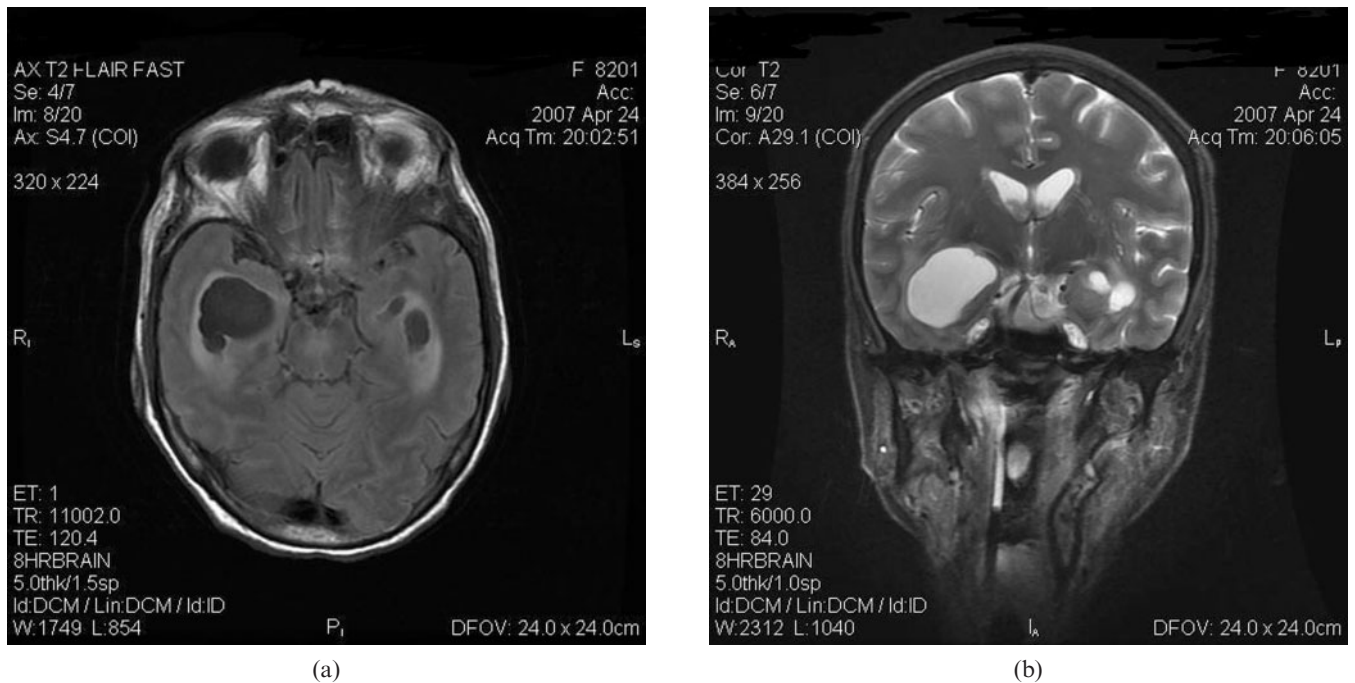 AX T2 FLAIR FAST
Se: 4/7
Im: 8/20
Ax: S4.7 (COI)
320 x 224
F 8201
Acc:
2007 Apr 24
Acq Tm: 20:02:51
R I
L S
ET: 1
TR: 11002.0
TE: 120.4
8HRBRAIN
5.0thk/1.5sp
Id:DCM / Lin:DCM / Id:ID
W:1749 L:854
P I
DFOV: 24.0 x 24.0cm
(a)
Cor T2
Se: 6/7
Im: 9/20
Cor: A29.1 (COI)
384 x 256
F 8201
Acc:
2007 Apr 24
Acq Tm: 20:06:05
R A
L P
ET: 29
TR: 6000.0
TE: 84.0
8HRBRAIN
5.0thk/1.0sp
Id:DCM / Lin:DCM / Id:ID
W:2312 L:1040
I A
DFOV: 24.0 x 24.0cm
(b)